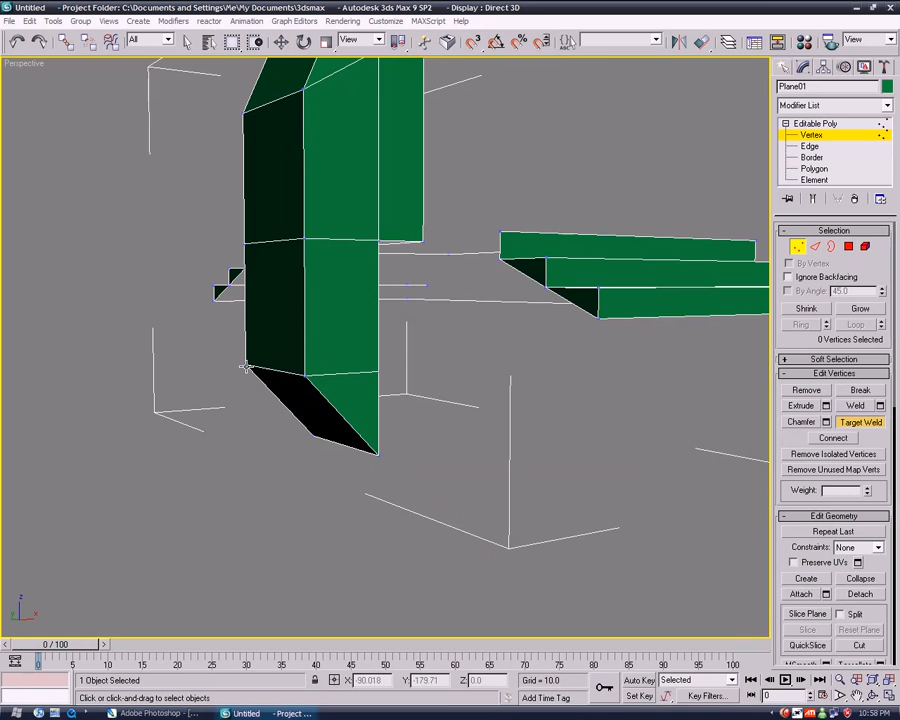 Untitled - Project Folder: C:\Documents and Settings\Me\My Documents\3dsmax - Autodesk 3ds Max 9 SP2 - Display : Direct 3D
File Edit Tools Group Views Create Modifiers reactor Animation Graph Editors Rendering Customize MAXScript Help
All View View
Perspective
Plane01
Modifier List
Editable Poly
Vertex
Edge
Border
Polygon
Element
Selection
By Vertex
Ignore Backfacing
By Angle: 45.0
Shrink Grow
Ring Loop
0 Vertices Selected
Soft Selection
Edit Vertices
Remove Break
Extrude Weld
Chamfer Target Weld
Connect
Remove Isolated Vertices
Remove Unused Map Verts
Weight:
Edit Geometry
Repeat Last
Constraints: None
Preserve UVs
Create Collapse
Attach Detach
Slice Plane Split
Slice Reset Plane
QuickSlice Cut
z
y x
0 / 100
0 5 10 15 20 25 30 35 40 45 50 55 60 65 70 75 80 85 90 95 100
1 Object Selected X: -90.018 Y: -179.71 Z: 0.0 Grid = 10.0 Auto Key Selected
Click or click-and-drag to select objects Add Time Tag Set Key Key Filters... 0
start Adobe Photoshop - [... Untitled - Project ... 10:58 PM